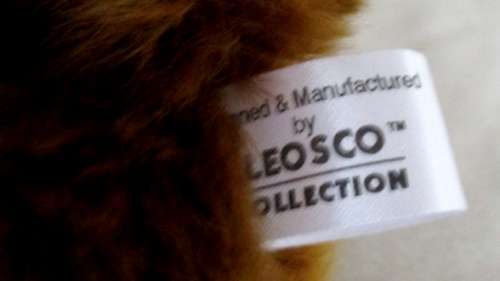 ned & Manufactured
by
LEOSCO™
OLLECTION